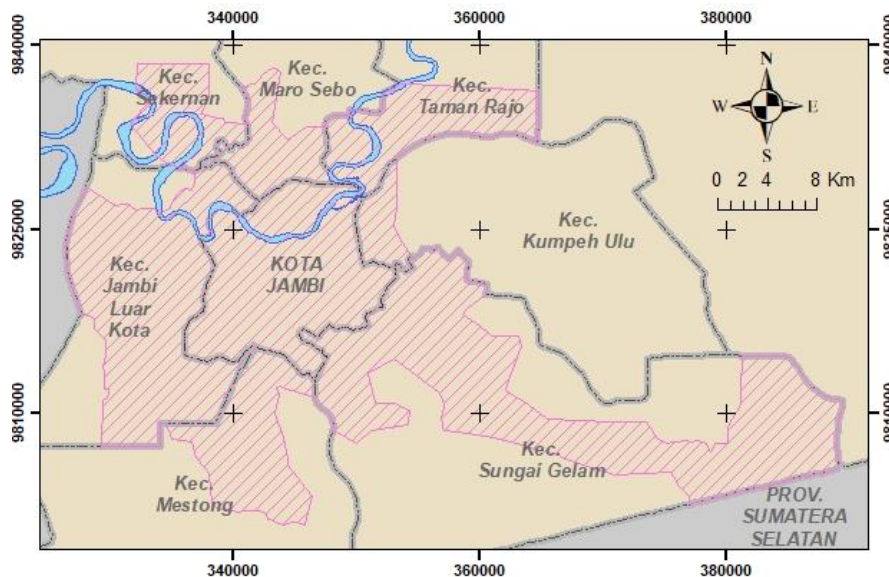 340000 360000 380000
9840000 9840000
Kec.
Sekernan
Kec.
Maro Sebo
Kec.
Taman Rajo
N
W E
S
0 2 4 8 Km
9825000 9825000
Kec.
Kumpeh Ulu
Kec.
Jambi
Luar
Kota
KOTA
JAMBI
9810000 9810000
Kec.
Mestong
Kec.
Sungai Gelam
PROV.
SUMATERA
SELATAN
340000 360000 380000